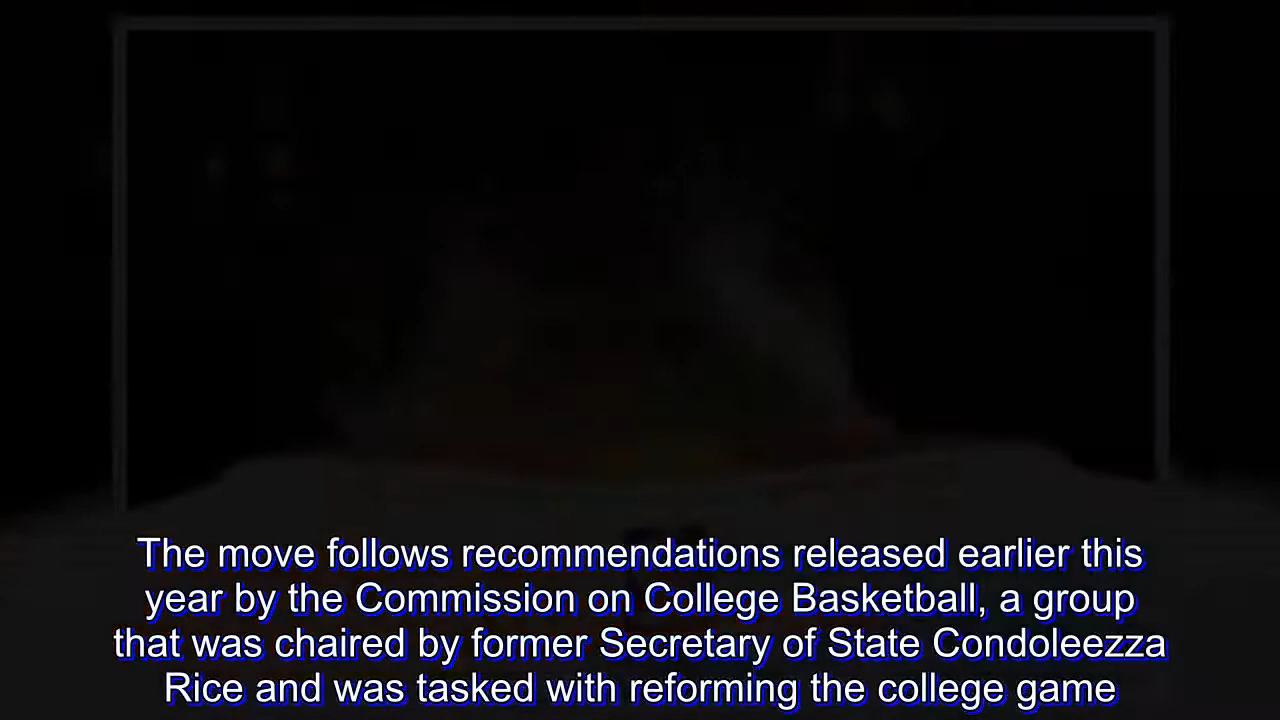 The move follows recommendations released earlier this
year by the Commission on College Basketball, a group
that was chaired by former Secretary of State Condoleezza
Rice and was tasked with reforming the college game